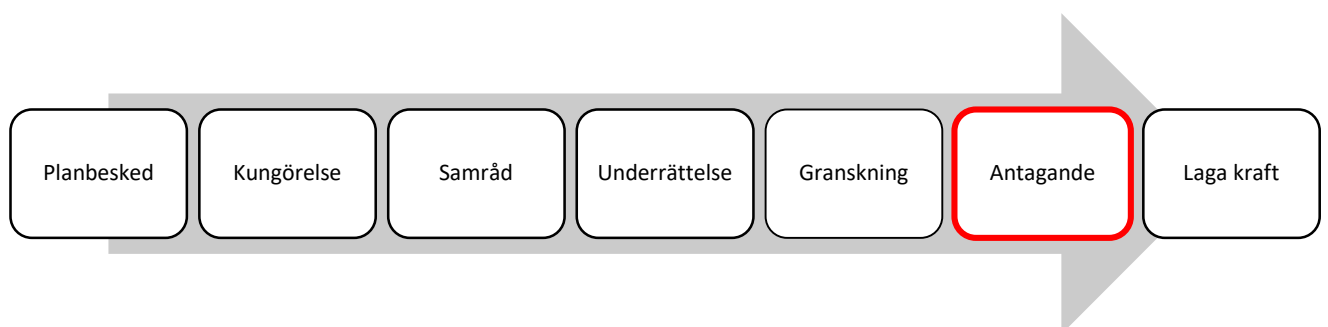 Planbesked
Kungörelse
Samråd
Underrättelse
Granskning
Antagande
Laga kraft